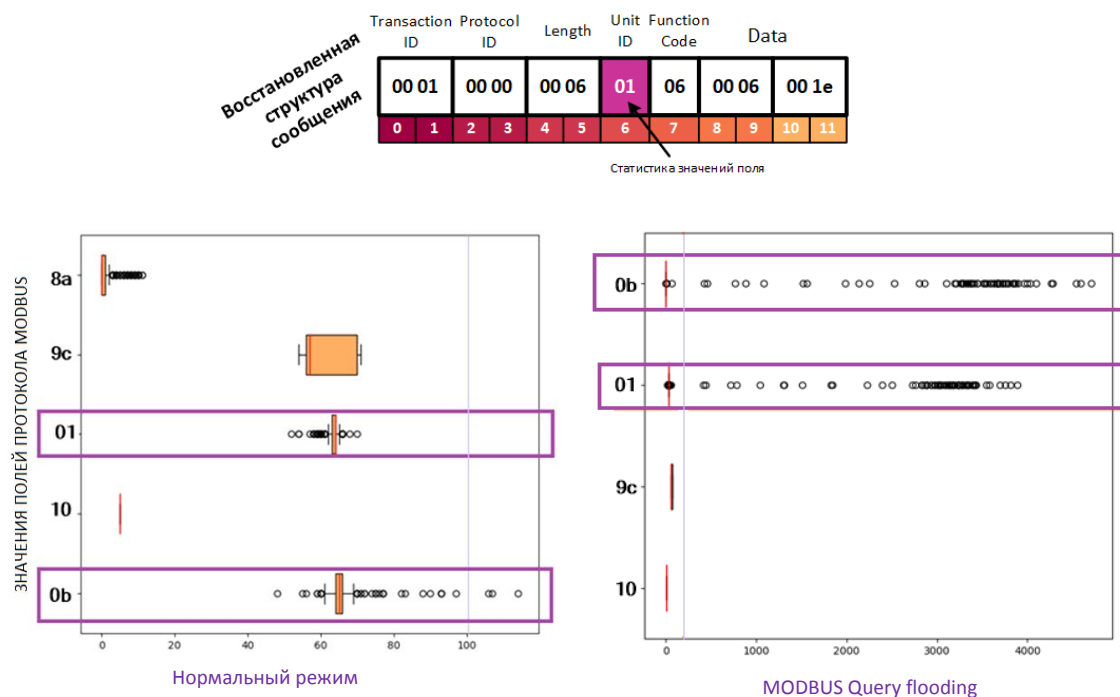 Transaction ID
Protocol ID
Length
Unit ID
Function Code
Data
Восстановленная
структура
сообщения
00 01
00 00
00 06
01
06
00 06
00 1e
0 1 2 3 4 5 6 7 8 9 10 11
Статистика значений поля
ЗНАЧЕНИЯ ПОЛЕЙ ПРОТОКОЛА MODBUS
8a
9c
01
10
0b
0 20 40 60 80 100
Нормальный режим
0b
01
9c
10
0 1000 2000 3000 4000
MODBUS Query flooding